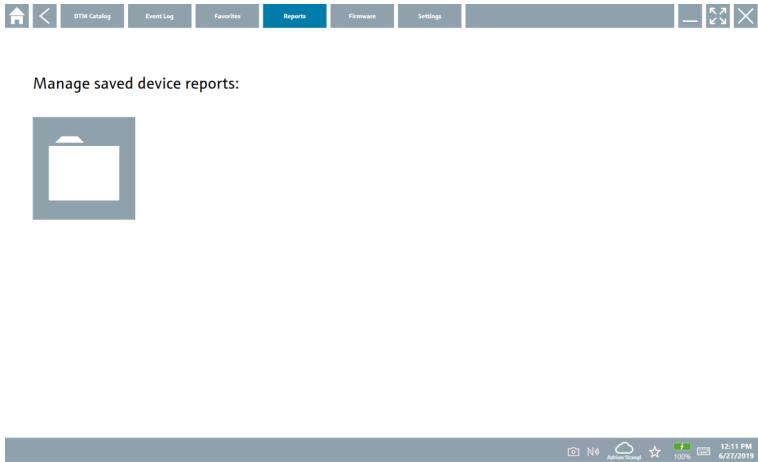 DTM Catalog Event Log Favorites Reports Firmware Settings
Manage saved device reports:
Adrian Stangl 100% 12:11 PM
6/27/2019